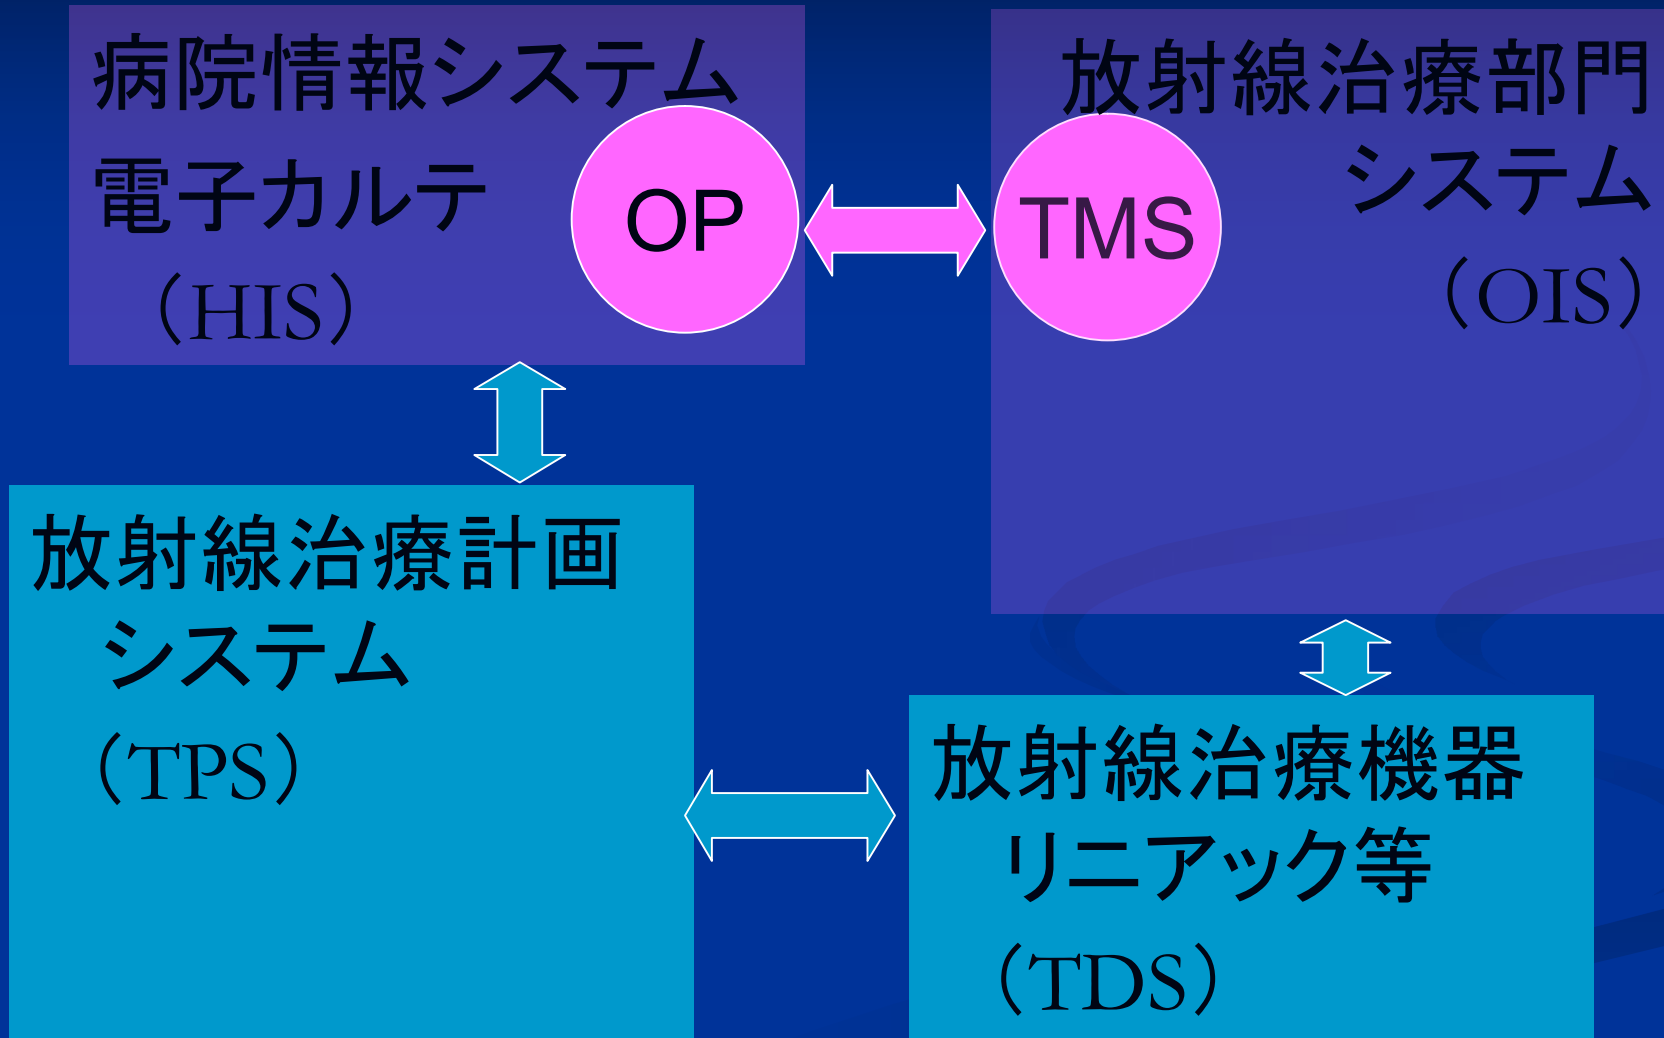 病院情報システム
電子カルテ
（HIS）
OP
TMS
放射線治療部門
システム
（OIS）
放射線治療計画
システム
（TPS）
放射線治療機器
リニアック等
（TDS）